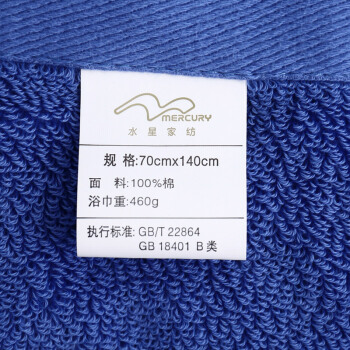 MERCURY
水星家纺
规 格:70cmx140cm
面 料:100%棉
浴巾重:460g
执行标准: GB/T 22864
GB 18401 B 类